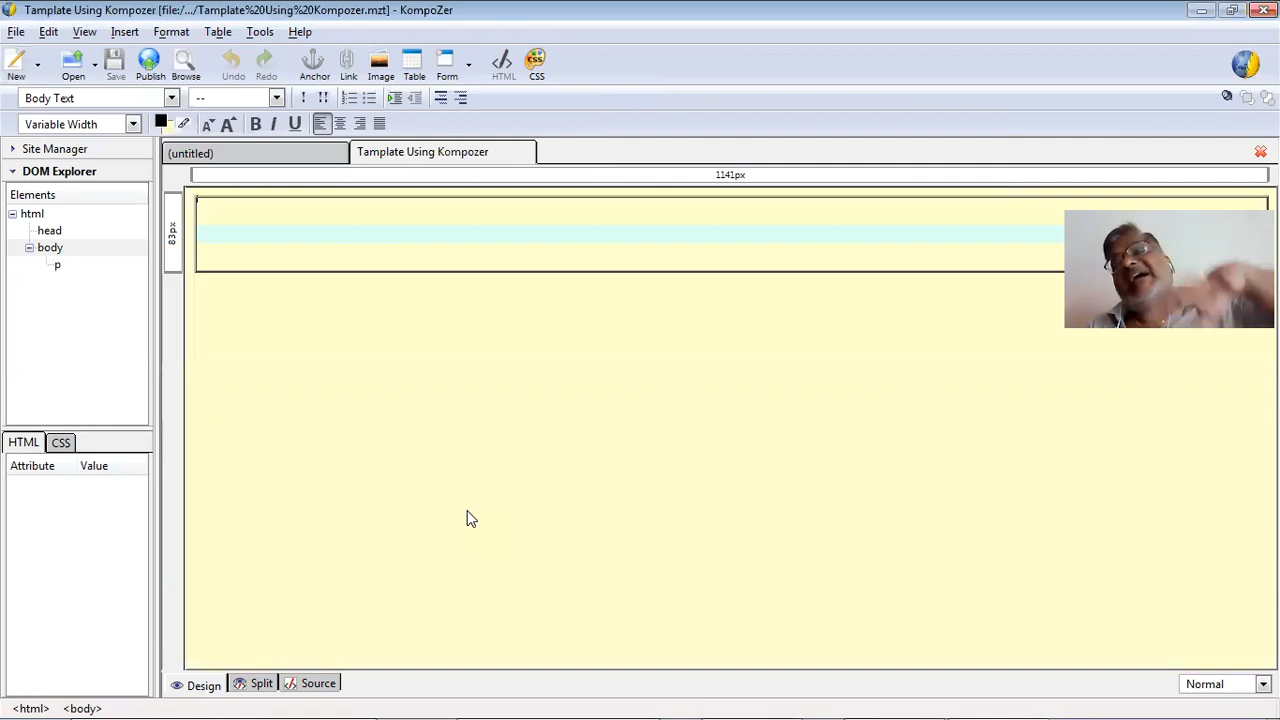 Tamplate Using Kompozer [file:/.../Tamplate%20Using%20Kompozer.mzt] - KompoZer
File Edit View Insert Format Table Tools Help
New Open Save Publish Browse Undo Redo Anchor Link Image Table Form HTML CSS
Body Text --
Variable Width
Site Manager
(untitled) Tamplate Using Kompozer
DOM Explorer
1141px
Elements
html
head
83px
body
p
HTML CSS
Attribute Value
Design Split Source Normal
<html> <body>